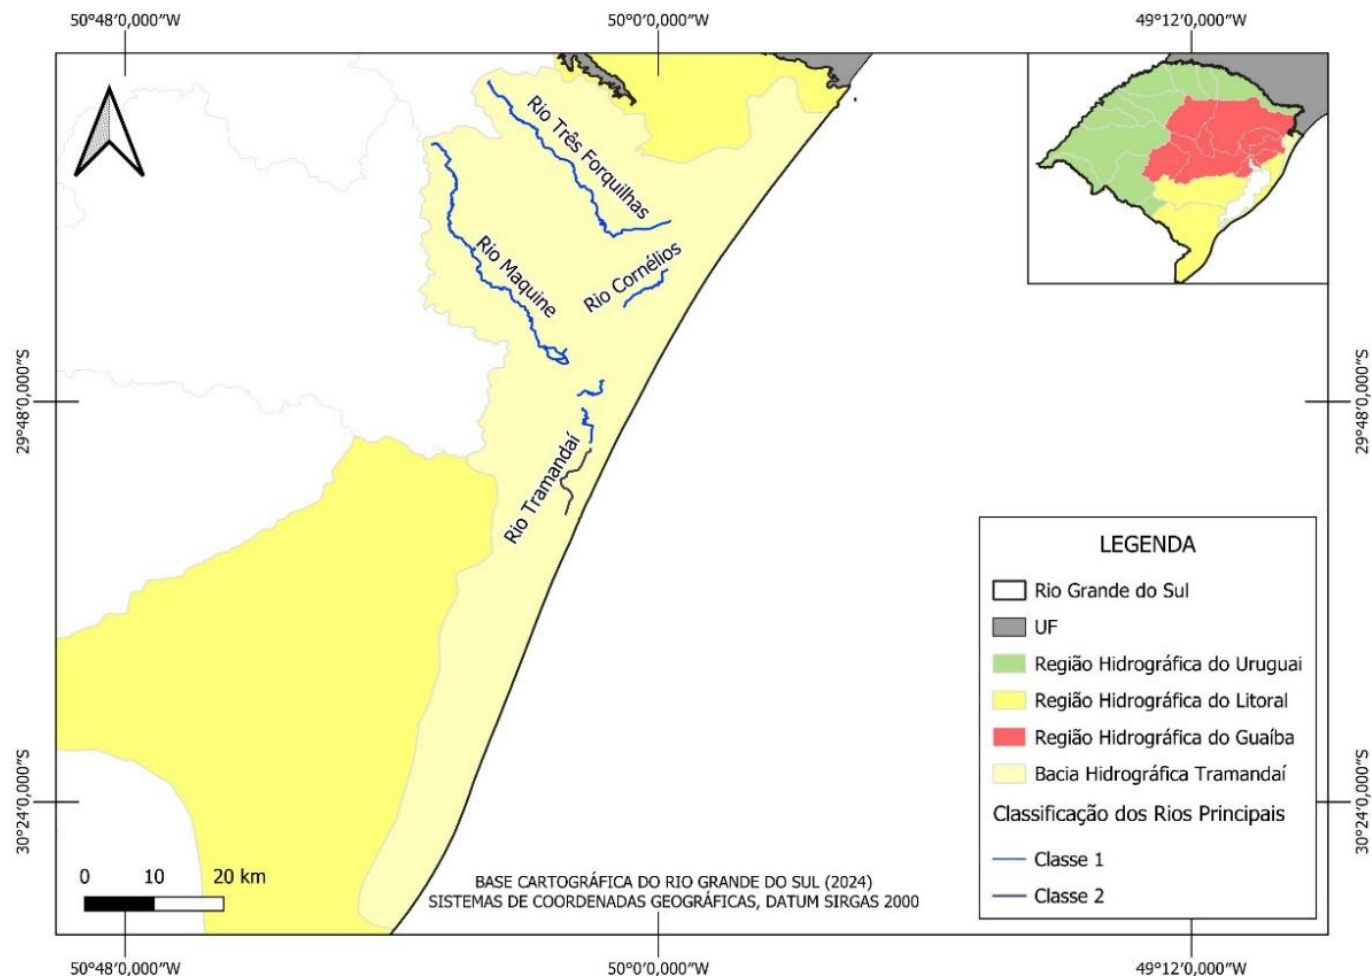 50°48'0,000"W
50°0'0,000"W
49°12'0,000"W
Rio Três Forquilhas
Rio Maquine
Rio Cornélios
Rio Tramandaí
29°48'0,000"S
29°48'0,000"S
30°24'0,000"S
30°24'0,000"S
LEGENDA
Rio Grande do Sul
UF
Região Hidrográfica do Uruguai
Região Hidrográfica do Litoral
Região Hidrográfica do Guaíba
Bacia Hidrográfica Tramandaí
Classificação dos Rios Principais
Classe 1
Classe 2
0 10 20 km
BASE CARTOGRÁFICA DO RIO GRANDE DO SUL (2024)
SISTEMAS DE COORDENADAS GEOGRÁFICAS, DATUM SIRGAS 2000
50°48'0,000"W
50°0'0,000"W
49°12'0,000"W